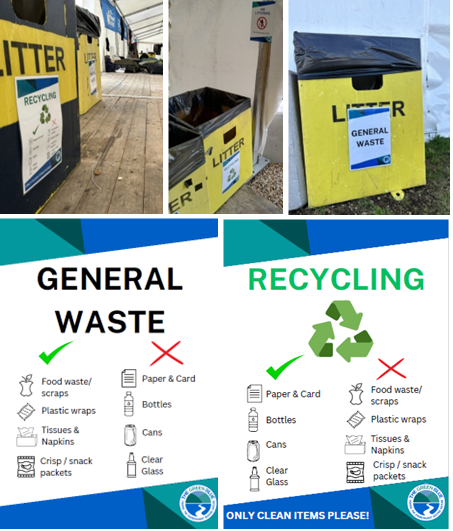 LITTER
RECYCLING
LITTER
LITTER
GENERAL
WASTE
GENERAL
WASTE
Food waste/
scraps
Plastic wraps
Tissues &
Napkins
Crisp / snack
packets
Paper & Card
Bottles
Cans
Clear
Glass
RECYCLING
Paper & Card
Bottles
Cans
Clear
Glass
Food waste/
scraps
Plastic wraps
Tissues &
Napkins
Crisp / snack
packets
ONLY CLEAN ITEMS PLEASE!